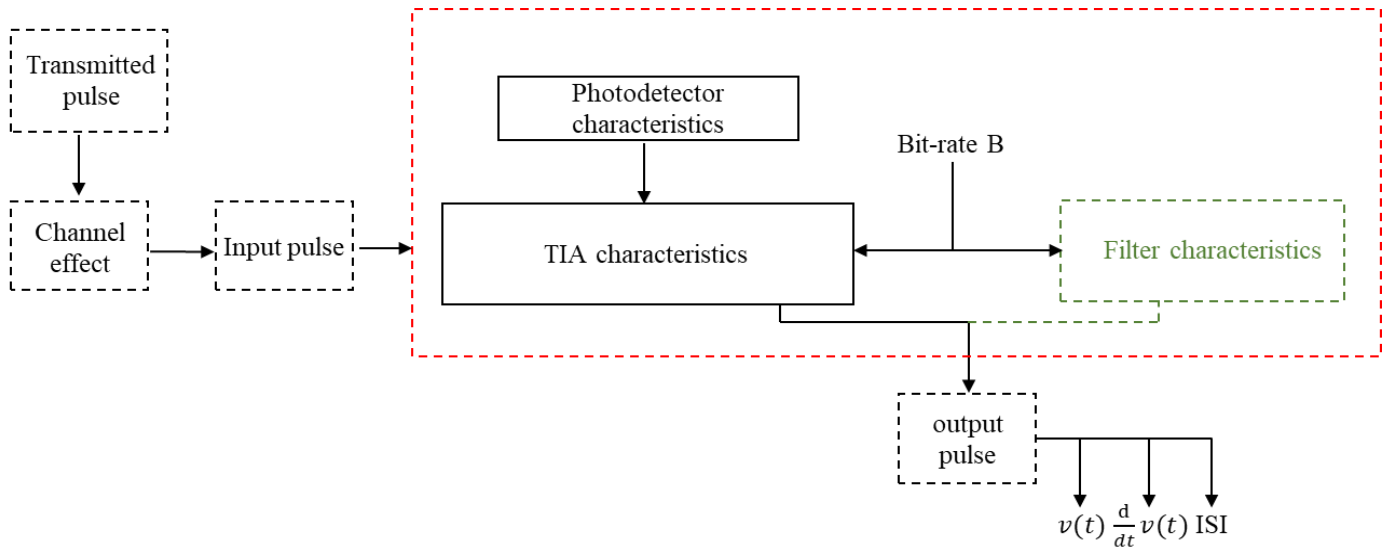 Transmitted
pulse
Channel
effect
Input pulse
Photodetector
characteristics
TIA characteristics
Bit-rate B
Filter characteristics
output
pulse
v(t) d/dt v(t) ISI